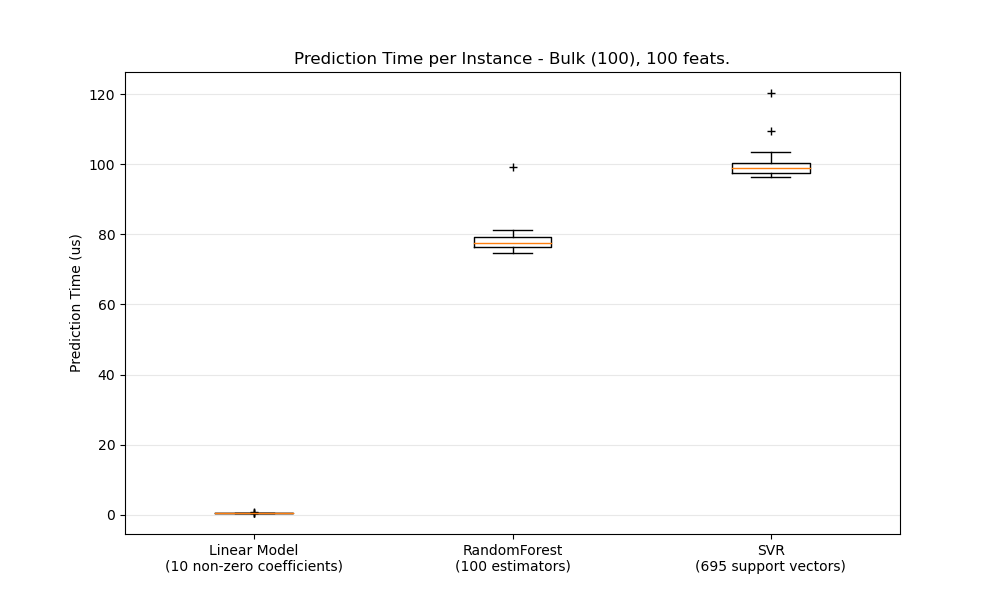 Prediction Time per Instance - Bulk (100), 100 feats.
Prediction Time (us)
120
100
80
60
40
20
0
Linear Model
(10 non-zero coefficients)
RandomForest
(100 estimators)
SVR
(695 support vectors)